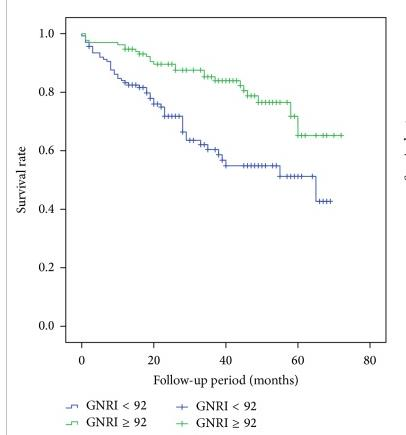 1.0
0.8
0.6
0.4
0.2
0.0
Survival rate
0 20 40 60 80
Follow-up period (months)
GNRI < 92 GNRI < 92
GNRI ≥ 92 GNRI ≥ 92